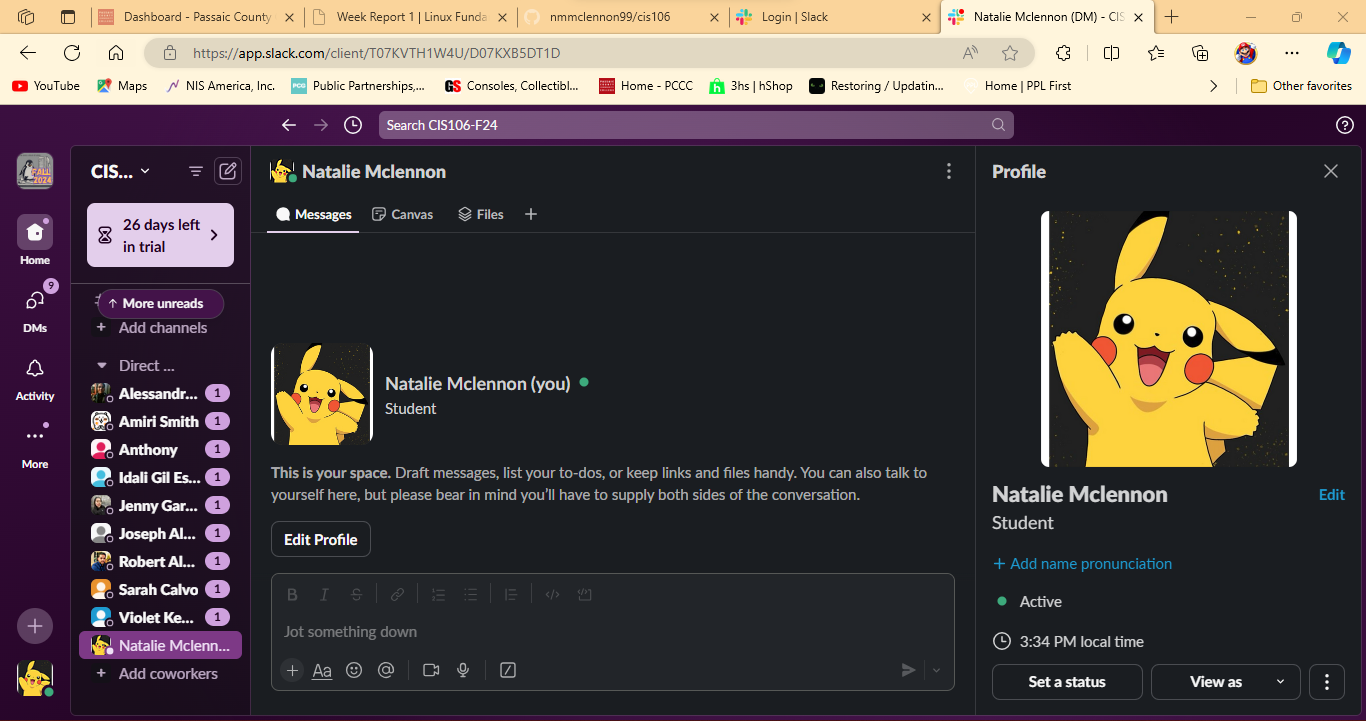 Dashboard - Passaic County
Week Report 1 | Linux Funda
nmmclennon99/cis106
Login | Slack
Natalie Mclennon (DM) - CIS
https://app.slack.com/client/T07KVTH1W4U/D07KXB5DT1D
YouTube
Maps
NIS America, Inc.
PCG
Public Partnerships,...
Consoles, Collectibl...
Home - PCCC
3hs | hShop
Restoring / Updatin...
Home | PPL First
Other favorites
Search CIS106-F24
FALL
2024
Home
9
DMs
Activity
More
CIS...
26 days left
in trial
More unreads
Add channels
Direct ...
Alessandr... 1
Amiri Smith 1
Anthony 1
Idali Gil Es... 1
Jenny Gar... 1
Joseph Al... 1
Robert Al... 1
Sarah Calvo 1
Violet Ke... 1
Natalie Mclenn...
Add coworkers
Natalie Mclennon
Messages
Canvas
Files
Natalie Mclennon (you)
Student
This is your space. Draft messages, list your to-dos, or keep links and files handy. You can also talk to
yourself here, but please bear in mind you’ll have to supply both sides of the conversation.
Edit Profile
B I S
Jot something down
Aa
Profile
Natalie Mclennon
Edit
Student
+ Add name pronunciation
Active
3:34 PM local time
Set a status
View as